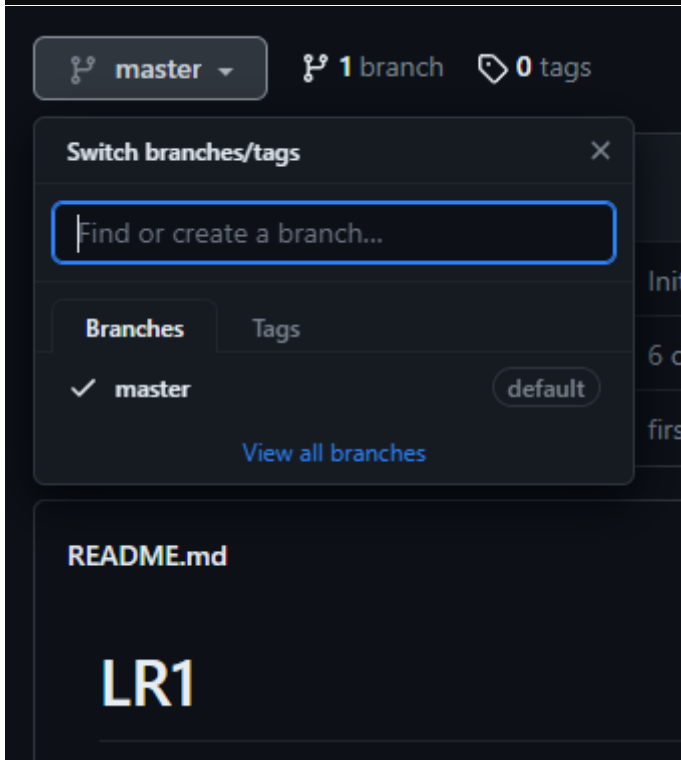 master 1 branch 0 tags
Switch branches/tags
Find or create a branch...
Branches Tags
master default
View all branches
README.md
LR1